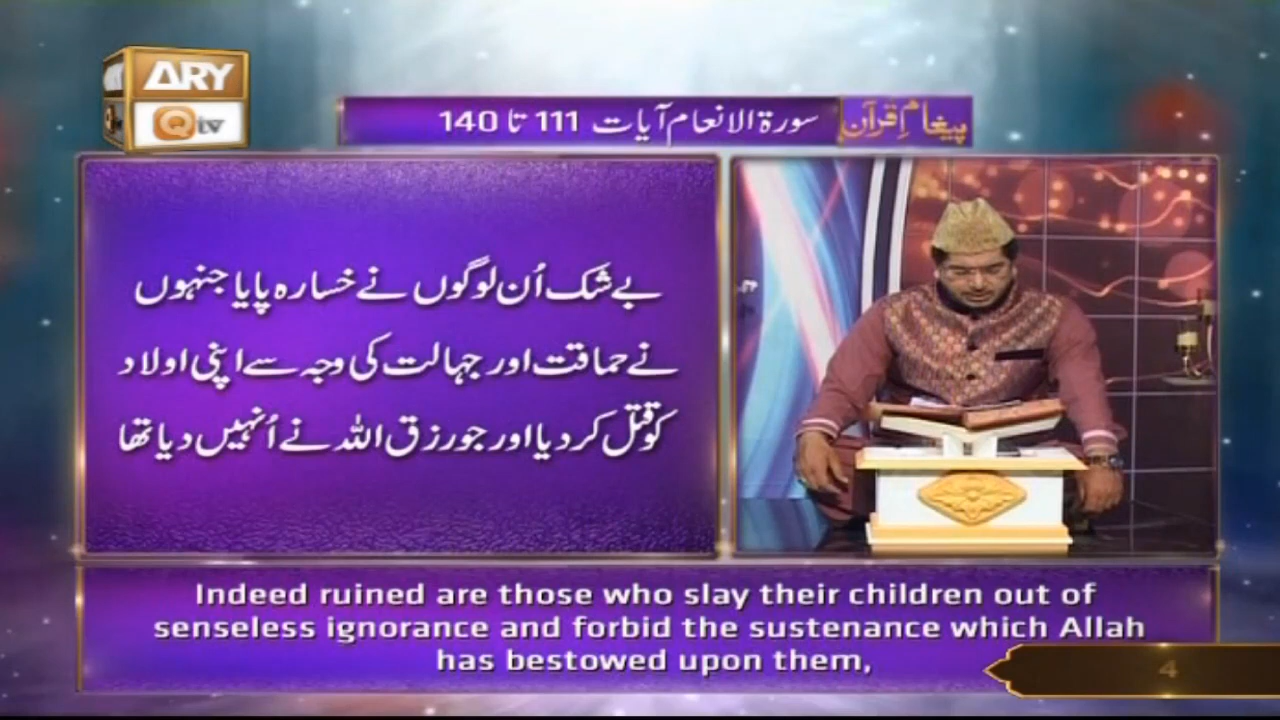 ARY
Qtv
پیغامِ قرآن
سورۃ الانعام آیات 111 تا 140
بے شک اُن لوگوں نے خسارہ پایا جنہوں
نے حماقت اور جہالت کی وجہ سے اپنی اولاد
کو قتل کر دیا اور جو رزق اللہ نے اُنہیں دیا تھا
Indeed ruined are those who slay their children out of
senseless ignorance and forbid the sustenance which Allah
has bestowed upon them,
4